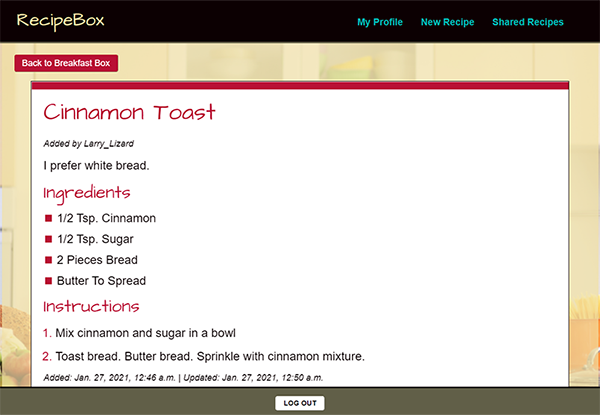 RecipeBox
My Profile New Recipe Shared Recipes
Back to Breakfast Box
Cinnamon Toast
Added by Larry_Lizard
I prefer white bread.
Ingredients
1/2 Tsp. Cinnamon
1/2 Tsp. Sugar
2 Pieces Bread
Butter To Spread
Instructions
1. Mix cinnamon and sugar in a bowl
2. Toast bread. Butter bread. Sprinkle with cinnamon mixture.
Added: Jan. 27, 2021, 12:46 a.m. | Updated: Jan. 27, 2021, 12:50 a.m.
LOG OUT